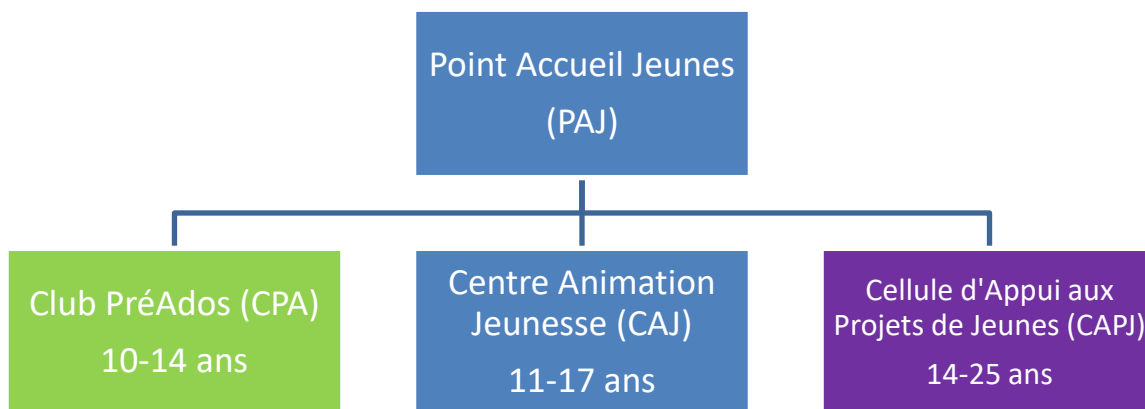 Point Accueil Jeunes
(PAJ)
Club PréAdos (CPA)
10-14 ans
Centre Animation
Jeunesse (CAJ)
11-17 ans
Cellule d'Appui aux
Projets de Jeunes (CAPJ)
14-25 ans